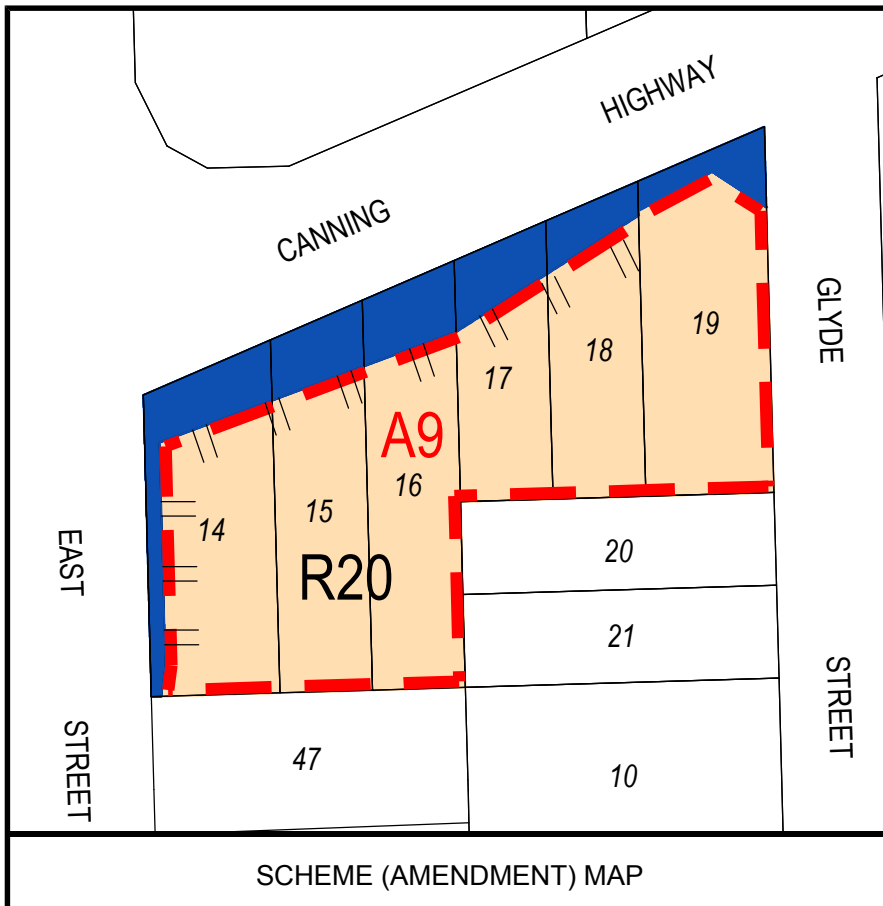 HIGHWAY
CANNING
GLYDE
19
18
17
A9
16
15
14
EAST
R20
20
21
STREET
STREET
47
10
SCHEME (AMENDMENT) MAP